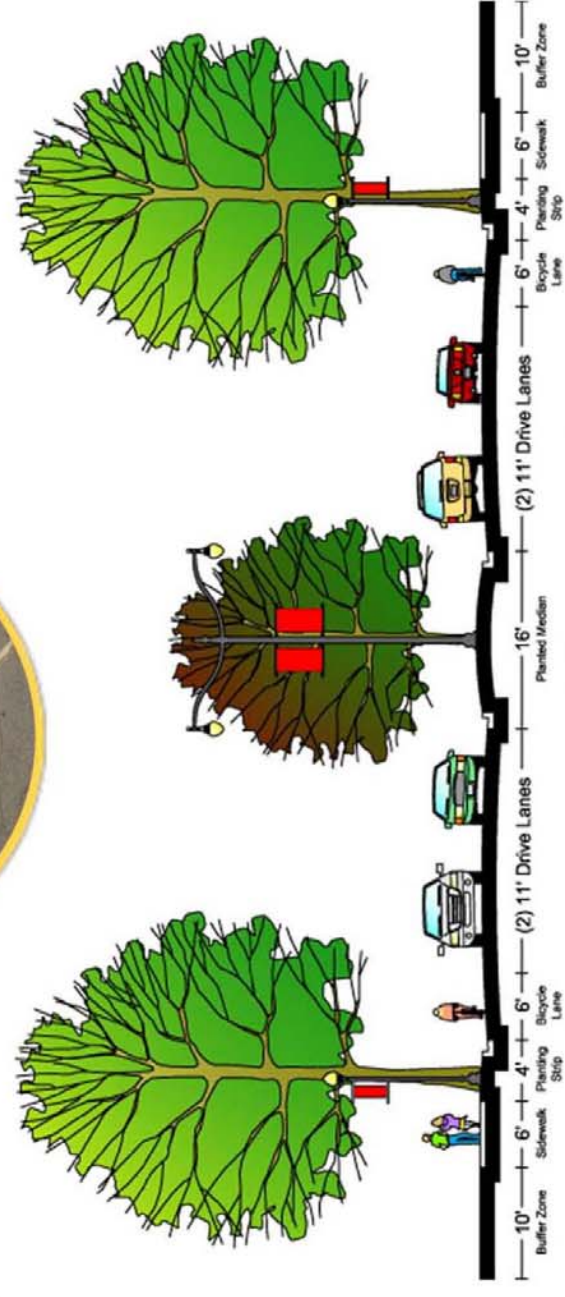 10' 6' 4' 6' (2) 11' Drive Lanes 16' (2) 11' Drive Lanes 6' 4' 6' 10'
Buffer Zone Sidewalk Planting Bicycle Planted Median Bicycle Planting Sidewalk Buffer Zone
Strip Lane Lane Strip